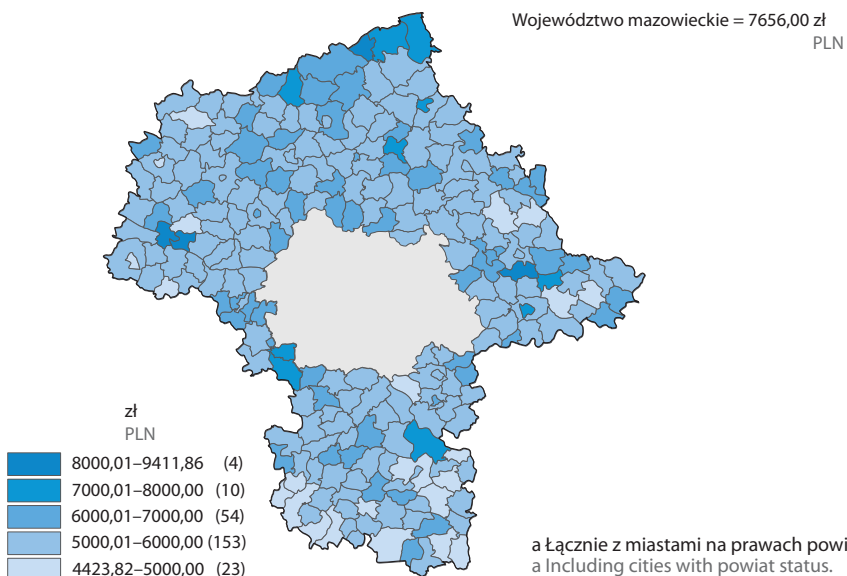 Województwo mazowieckie = 7656,00 zł
PLN
zł
PLN
8000,01–9411,86 (4)
7000,01–8000,00 (10)
6000,01–7000,00 (54)
5000,01–6000,00 (153)
4423,82–5000,00 (23)
a Łącznie z miastami na prawach powi
a Including cities with powiat status.